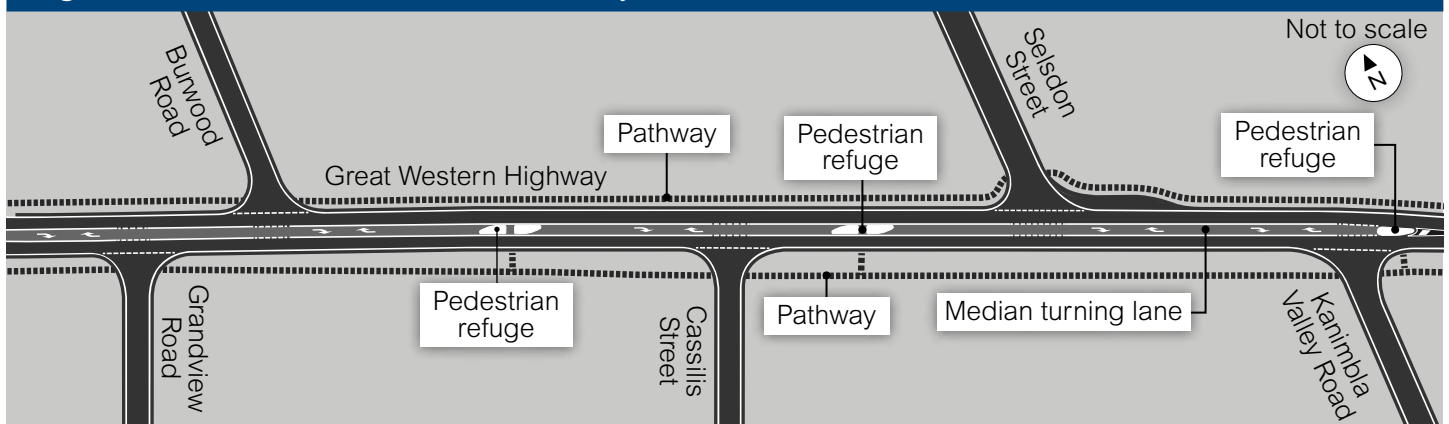 Not to scale
N
Burwood
Road
Selsdon
Street
Pathway
Pedestrian
refuge
Pedestrian
refuge
Great Western Highway
Grandview
Road
Pedestrian
refuge
Cassilis
Street
Pathway
Median turning lane
Kanimbla
Valley Road